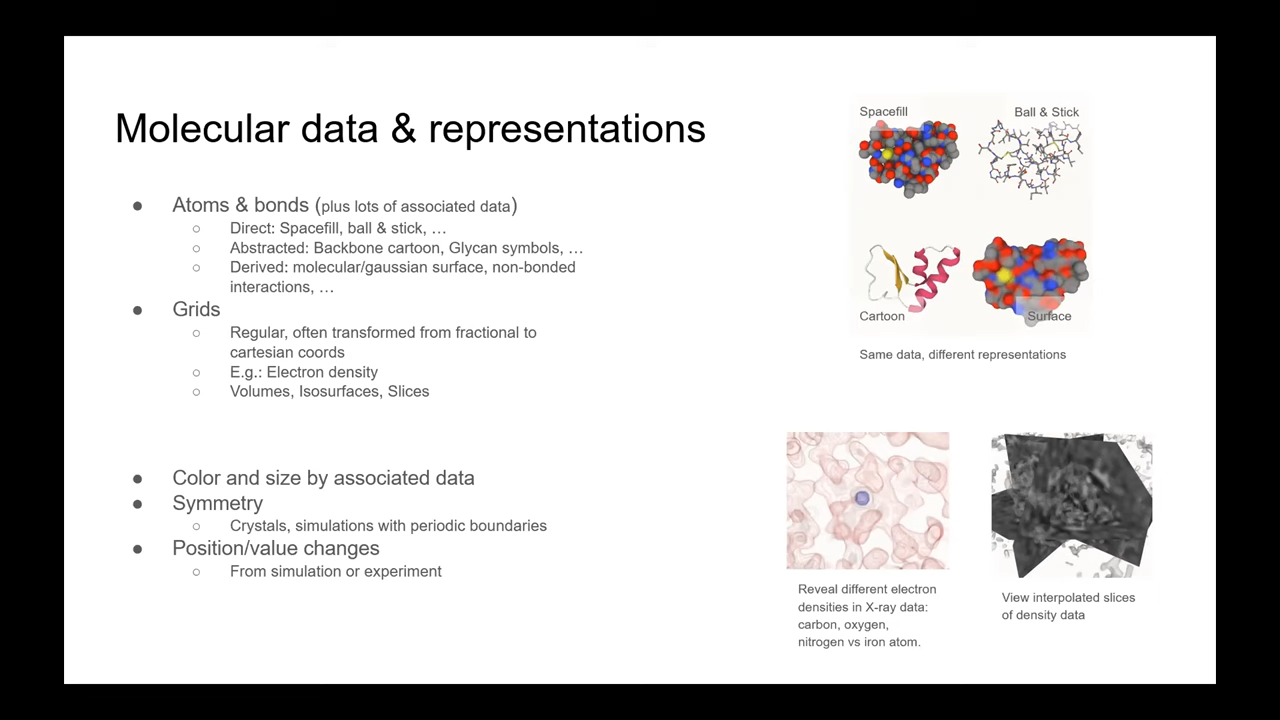 Molecular data & representations
● Atoms & bonds (plus lots of associated data)
○ Direct: Spacefill, ball & stick, …
○ Abstracted: Backbone cartoon, Glycan symbols, …
○ Derived: molecular/gaussian surface, non-bonded
interactions, …
● Grids
○ Regular, often transformed from fractional to
cartesian coords
○ E.g.: Electron density
○ Volumes, Isosurfaces, Slices
● Color and size by associated data
● Symmetry
○ Crystals, simulations with periodic boundaries
● Position/value changes
○ From simulation or experiment
Spacefill
Ball & Stick
Cartoon
Surface
Same data, different representations
Reveal different electron
densities in X-ray data:
carbon, oxygen,
nitrogen vs iron atom.
View interpolated slices
of density data